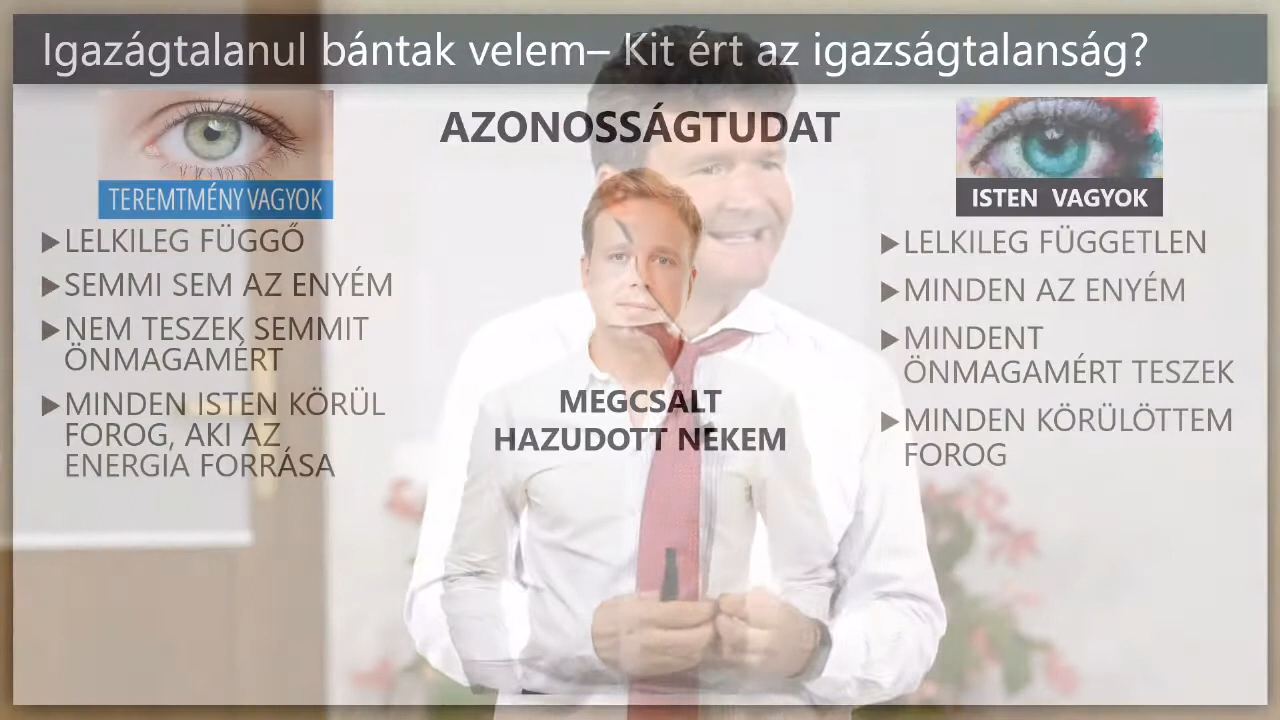 Igazágtalanul bántak velem– Kit ért az igazságtalanság?
AZONOSSÁGTUDAT
TEREMTMÉNY VAGYOK
LELKILEG FÜGGŐ
SEMMI SEM AZ ENYÉM
NEM TESZEK SEMMIT
ÖNMAGAMÉRT
MINDEN ISTEN KÖRÜL
FOROG, AKI AZ
ENERGIA FORRÁSA
MEGCSALT
HAZUDOTT NEKEM
ISTEN VAGYOK
LELKILEG FÜGGETLEN
MINDEN AZ ENYÉM
MINDENT
ÖNMAGAMÉRT TESZEK
MINDEN KÖRÜLÖTTEM
FOROG